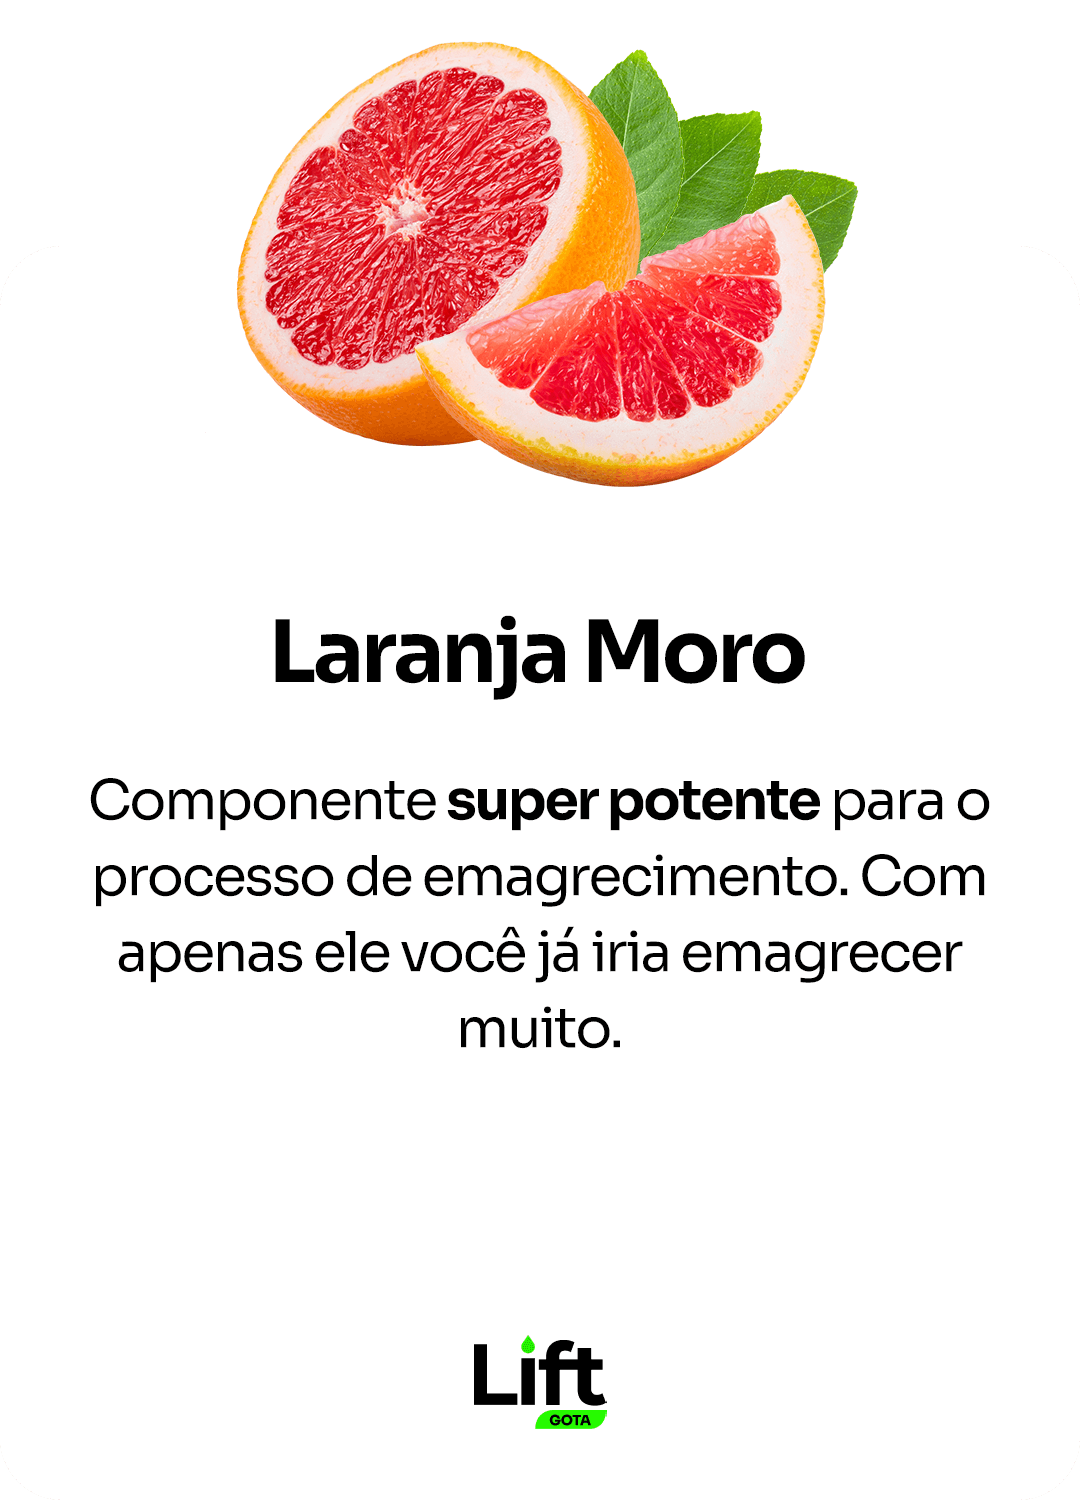 Laranja Moro
Componente super potente para o
processo de emagrecimento. Com
apenas ele você já iria emagrecer
muito.
Lift
GOTA